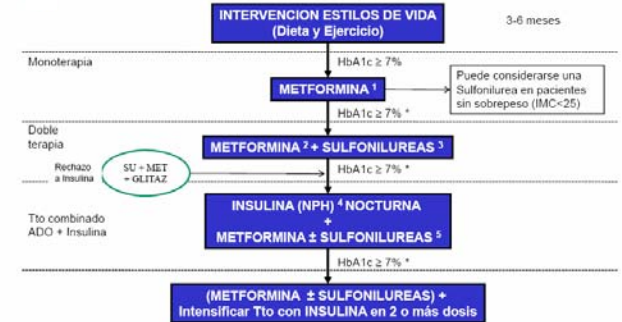 INTERVENCION ESTILOS DE VIDA
(Dieta y Ejercicio)
3-6 meses
Monoterapia
HbA1c ≥ 7%
METFORMINA 1
Puede considerarse una
Sulfonilurea en pacientes
sin sobrepeso (IMC<25)
HbA1c ≥ 7% *
Doble
terapia
METFORMINA 2 + SULFONILUREAS 3
Rechazo
a Insulina
SU + MET
+ GLITAZ
HbA1c ≥ 7% *
Tto combinado
ADO + Insulina
INSULINA (NPH) 4 NOCTURNA
+
METFORMINA ± SULFONILUREAS 5
HbA1c ≥ 7% *
(METFORMINA ± SULFONILUREAS) +
Intensificar Tto con INSULINA en 2 o más dosis